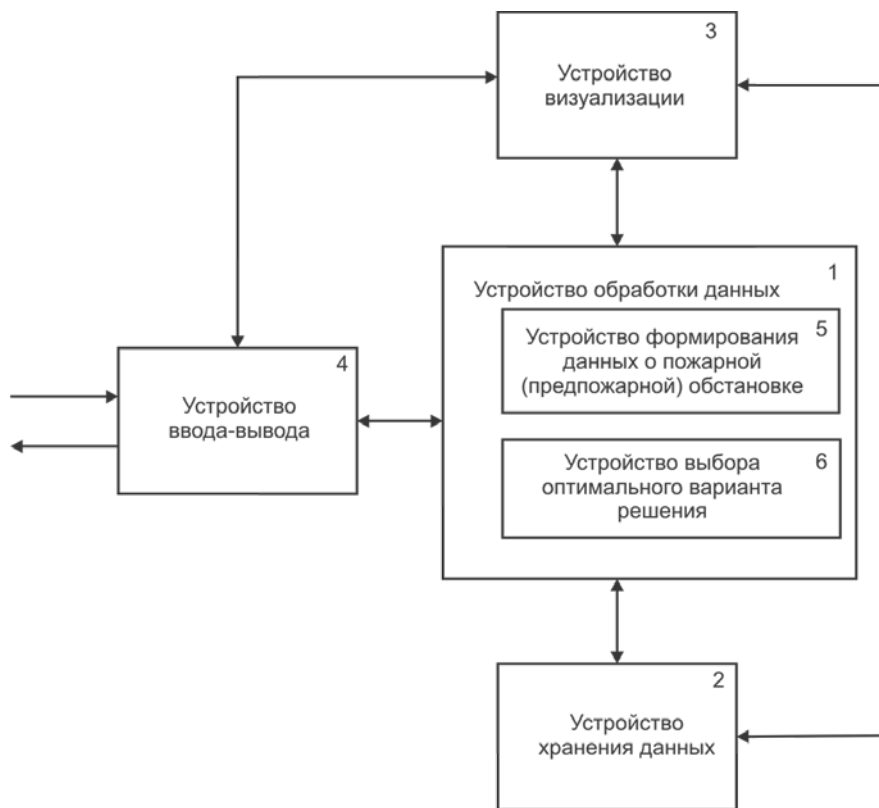 3
Устройство
визуализации
1
Устройство обработки данных
5
Устройство формирования
данных о пожарной
(предпожарной) обстановке
4
Устройство
ввода-вывода
6
Устройство выбора
оптимального варианта
решения
2
Устройство
хранения данных